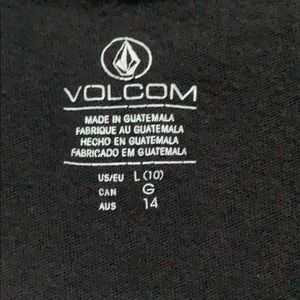 VOLCOM
MADE IN GUATEMALA
FABRIQUE AU GUATEMALA
HECHO EN GUATEMALA
FABRICADO EM GUATEMALA
US/EU L (10)
CAN G
AUS 14